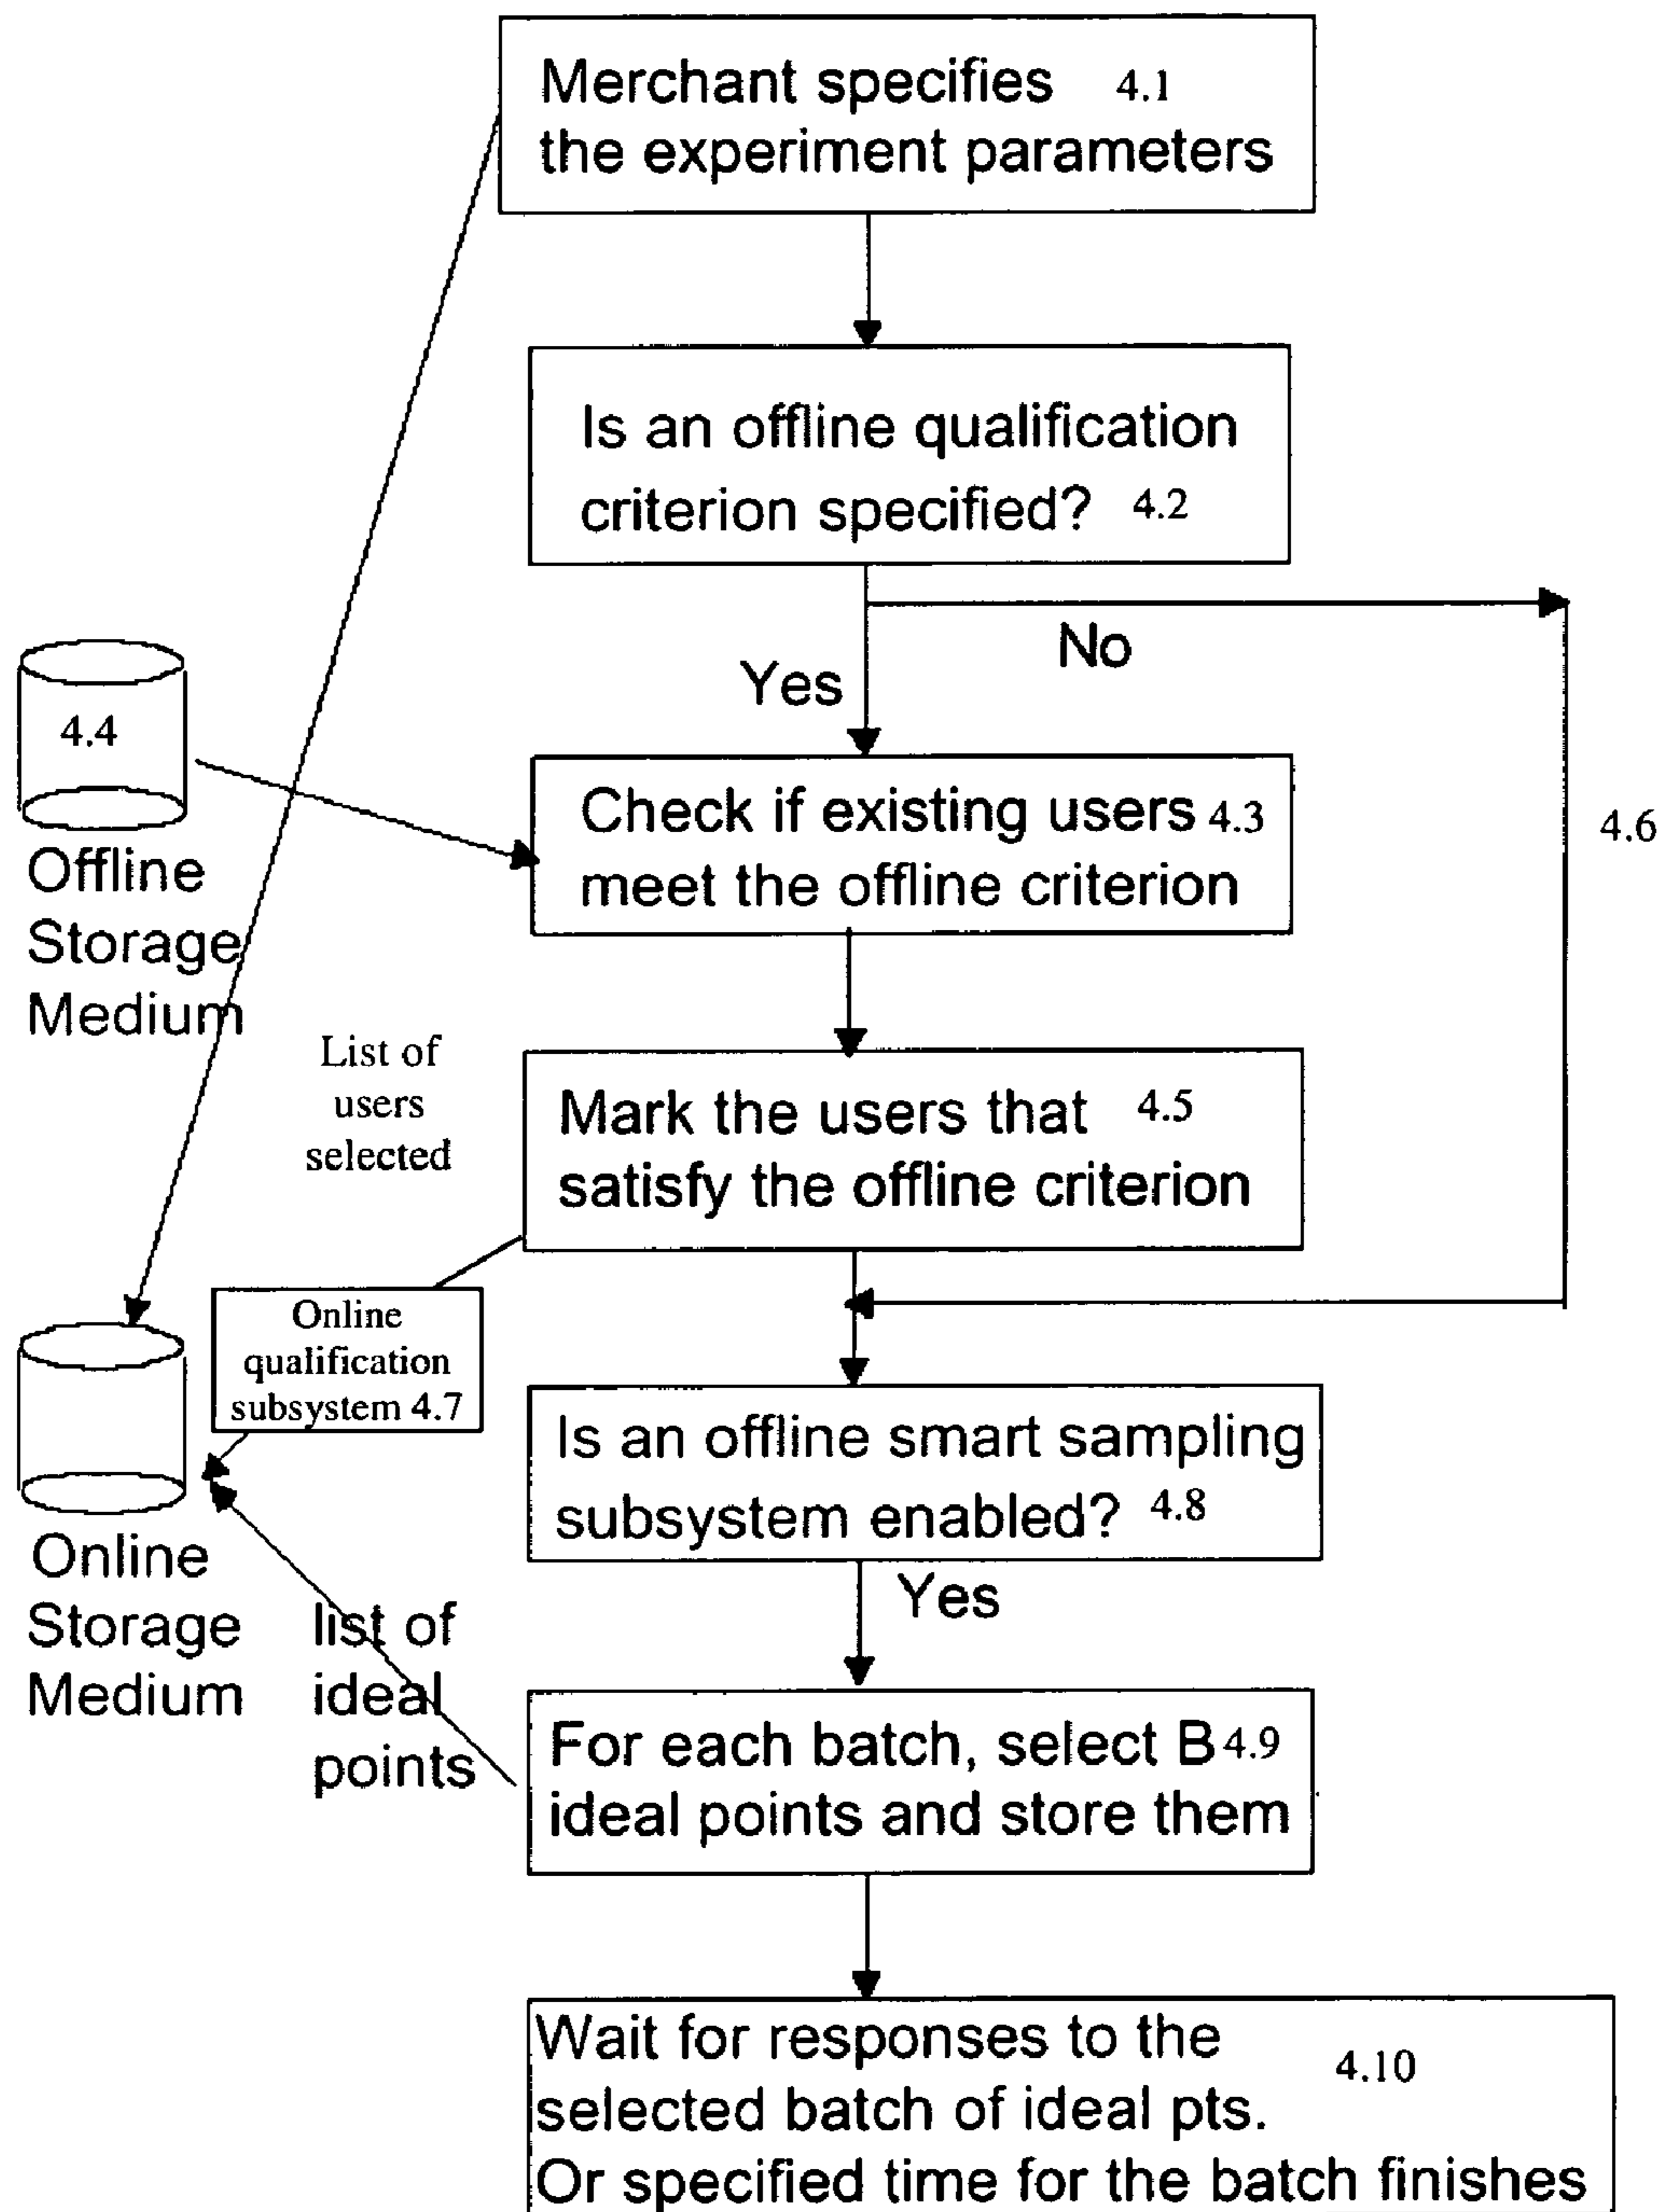 Merchant specifies 4.1
the experiment parameters
Is an offline qualification
criterion specified? 4.2
No
Yes
4.4
Offline
Storage
Medium
Check if existing users 4.3
meet the offline criterion
4.6
List of
users
selected
Mark the users that 4.5
satisfy the offline criterion
Online
qualification
subsystem 4.7
Online
Storage
Medium
Is an offline smart sampling
subsystem enabled? 4.8
Yes
list of
ideal
points
For each batch, select B 4.9
ideal points and store them
Wait for responses to the 4.10
selected batch of ideal pts.
Or specified time for the batch finishes